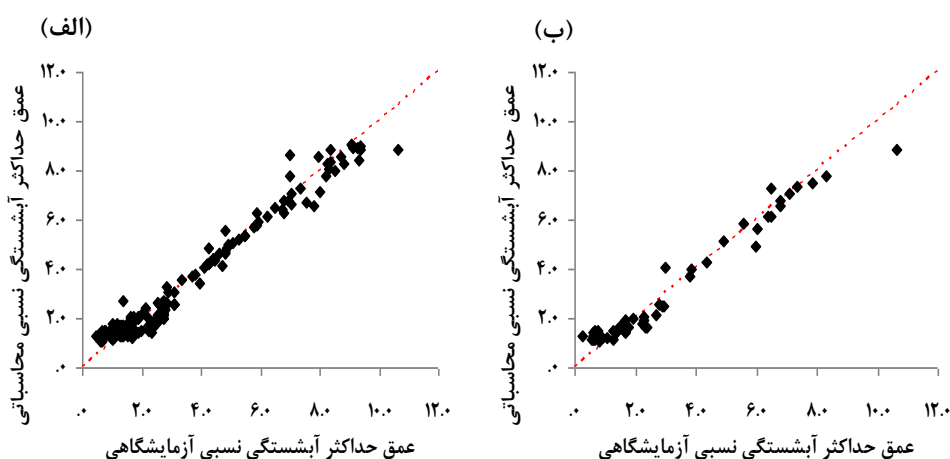 (الف)
۱۲.۰
۱۰.۰
۸.۰
۶.۰
۴.۰
۲.۰
.۰
عمق حداکثر آبشستگی نسبی محاسباتی
.۰ ۲.۰ ۴.۰ ۶.۰ ۸.۰ ۱۰.۰ ۱۲.۰
عمق حداکثر آبشستگی نسبی آزمایشگاهی
(ب)
۱۲.۰
۱۰.۰
۸.۰
۶.۰
۴.۰
۲.۰
.۰
عمق حداکثر آبشستگی نسبی محاسباتی
.۰ ۲.۰ ۴.۰ ۶.۰ ۸.۰ ۱۰.۰ ۱۲.۰
عمق حداکثر آبشستگی نسبی آزمایشگاهی